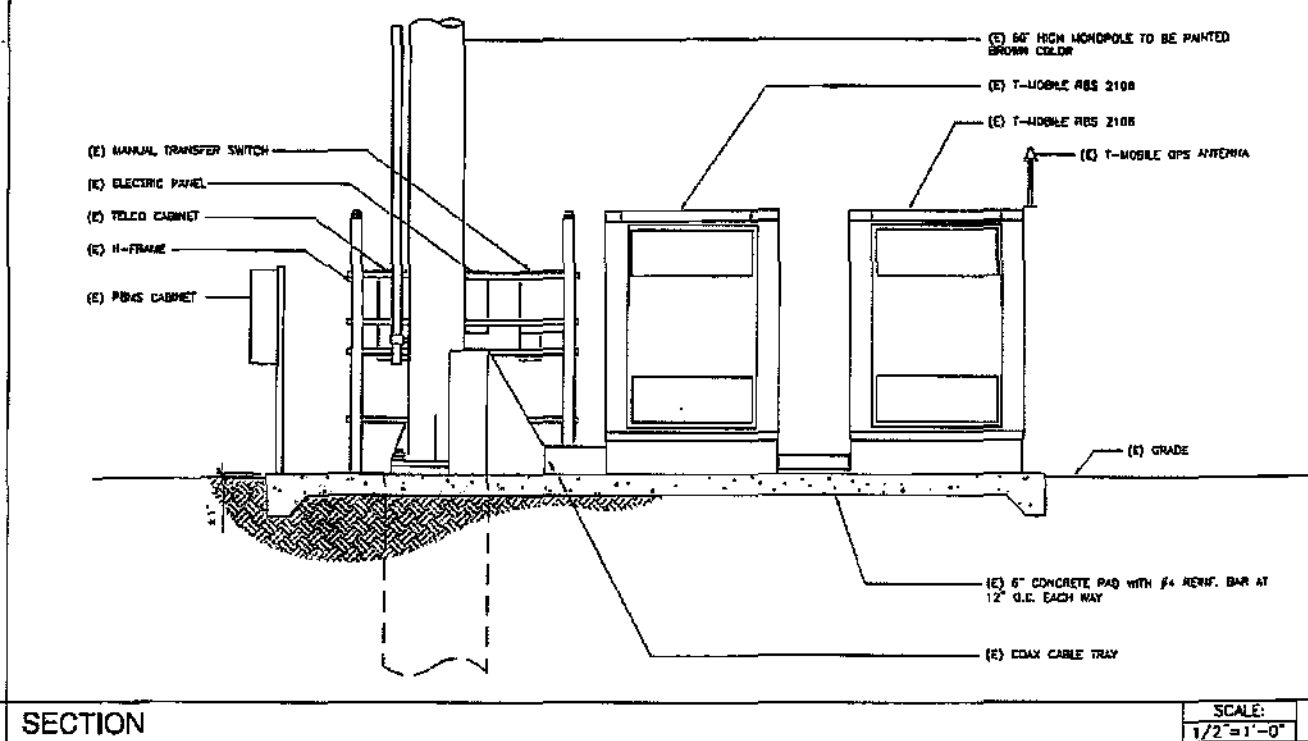 (E) 60' HIGH MONOPOLE TO BE PAINTED
BROWN COLOR
(E) T-MOBILE RBS 2106
(E) T-MOBILE RBS 2106
(E) T-MOBILE GPS ANTENNA
(E) MANUAL TRANSFER SWITCH
(E) ELECTRIC PANEL
(E) TELCO CABINET
(E) H-FRAME
(E) CABINET
(E) GRADE
(E) 6" CONCRETE PAD WITH #4 REINF. BAR AT
12" O.C. EACH WAY
(E) COAX CABLE TRAY
SECTION
SCALE:
1/2"=1'-0"